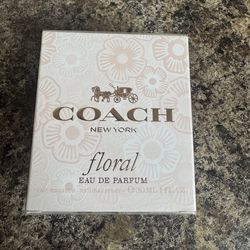 COACH
NEW YORK
floral
EAU DE PARFUM